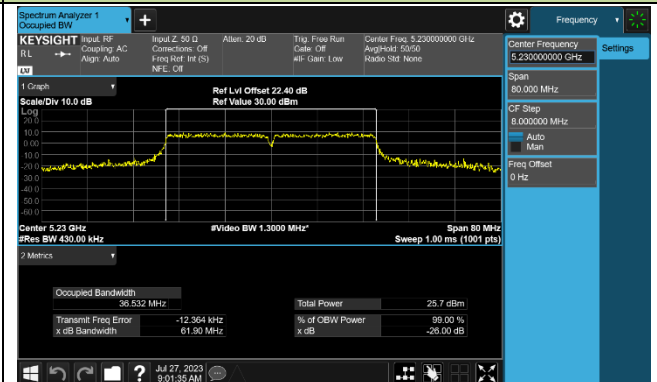 Spectrum Analyzer 1
Occupied BW
Frequency
KEYSIGHT
RL
LXI
Input: RF
Coupling: AC
Align: Auto
Input Z: 50 Ω
Corrections: Off
Freq Ref: Int (S)
NFE: Off
Atten: 20 dB
Trig: Free Run
Gate: Off
#IF Gain: Low
Center Freq: 5.230000000 GHz
Avg|Hold: 50/50
Radio Std: None
Center Frequency
5.230000000 GHz
Settings
Span
80.000 MHz
CF Step
8.000000 MHz
Auto
Man
Freq Offset
0 Hz
1 Graph
Scale/Div 10.0 dB
Ref Lvl Offset 22.40 dB
Ref Value 30.00 dBm
Log
20.0
10.0
0.00
-10.0
-20.0
-30.0
-40.0
-50.0
-60.0
Center 5.23 GHz
#Video BW 1.3000 MHz*
Span 80 MHz
#Res BW 430.00 kHz
Sweep 1.00 ms (1001 pts)
2 Metrics
Occupied Bandwidth
36.532 MHz
Total Power 25.7 dBm
Transmit Freq Error -12.364 kHz
% of OBW Power 99.00 %
x dB Bandwidth 61.90 MHz
x dB -26.00 dB
?
Jul 27, 2023
9:01:35 AM